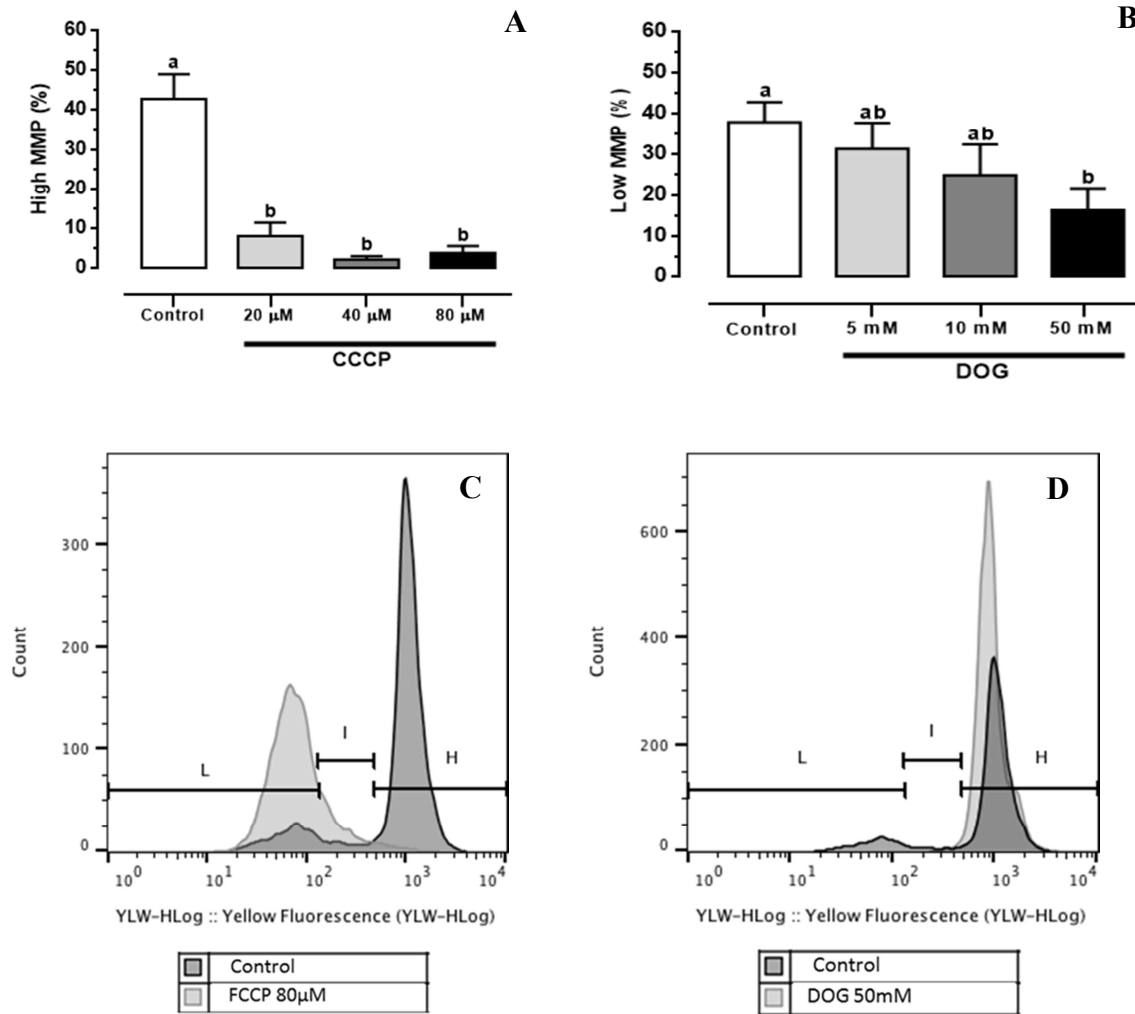 A
High MMP (%)
60
50
40
30
20
10
0
a
b
b
b
Control
20 μM
40 μM
80 μM
CCCP
B
Low MMP (%)
60
50
40
30
20
10
0
a
ab
ab
b
Control
5 mM
10 mM
50 mM
DOG
C
Count
300
200
100
0
L
I
H
10^0
10^1
10^2
10^3
10^4
YLW-HLog :: Yellow Fluorescence (YLW-HLog)
Control
FCCP 80μM
D
Count
600
400
200
0
L
I
H
10^0
10^1
10^2
10^3
10^4
YLW-HLog :: Yellow Fluorescence (YLW-HLog)
Control
DOG 50mM